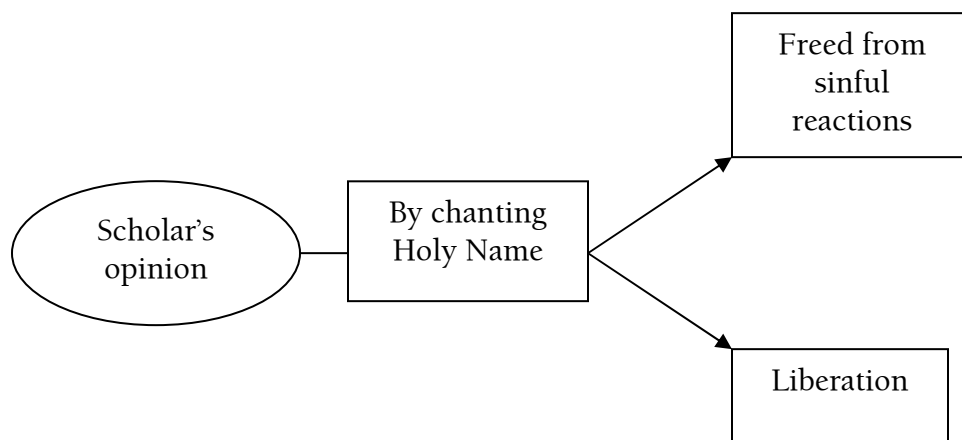 Scholar’s
opinion
By chanting
Holy Name
Freed from
sinful
reactions
Liberation